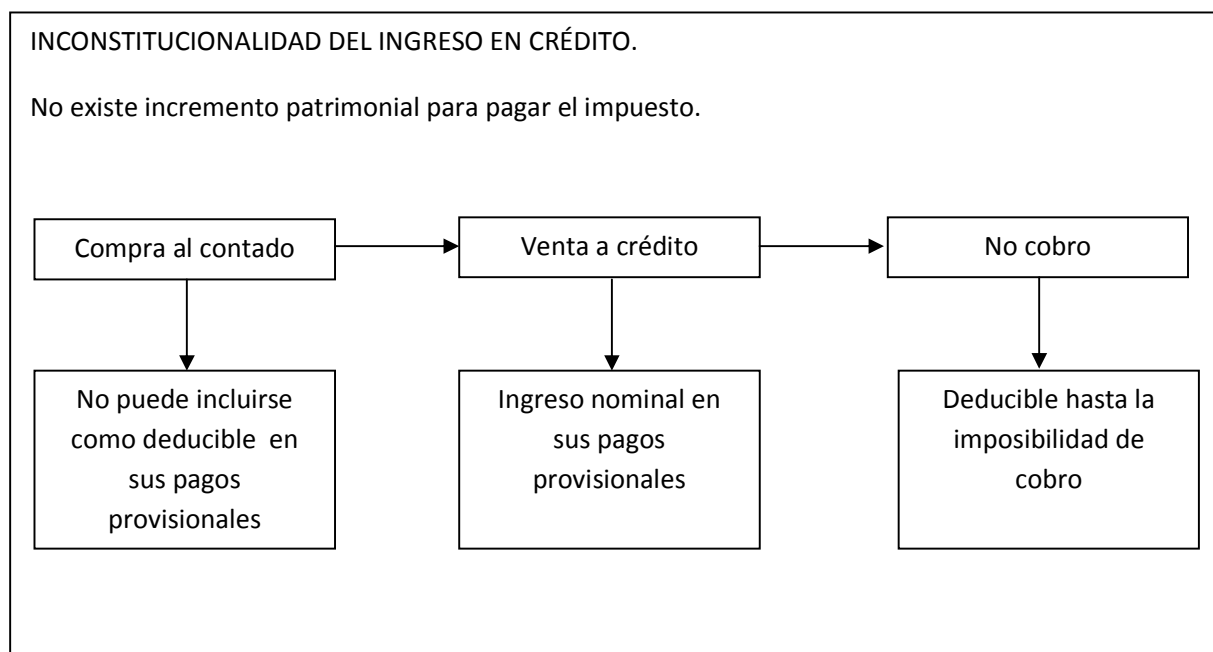 INCONSTITUCIONALIDAD DEL INGRESO EN CRÉDITO.
No existe incremento patrimonial para pagar el impuesto.
Compra al contado
Venta a crédito
No cobro
No puede incluirse
como deducible en
sus pagos
provisionales
Ingreso nominal en
sus pagos
provisionales
Deducible hasta la
imposibilidad de
cobro